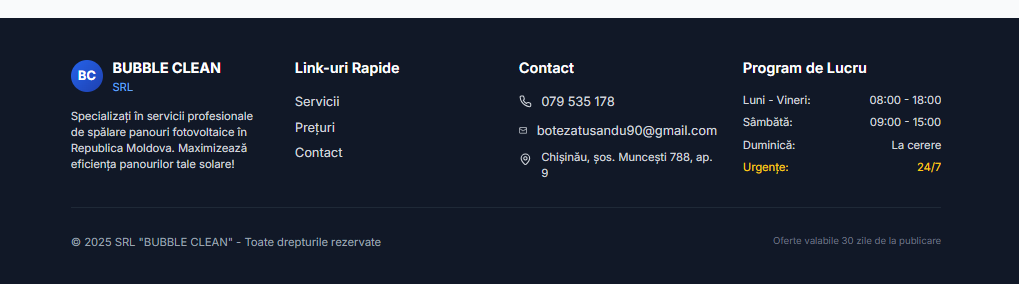 BC
BUBBLE CLEAN
SRL
Specializați în servicii profesionale
de spălare panouri fotovoltaice în
Republica Moldova. Maximizează
eficiența panourilor tale solare!
Link-uri Rapide
Servicii
Prețuri
Contact
Contact
079 535 178
botezatusandu90@gmail.com
Chișinău, șos. Muncești 788, ap.
9
Program de Lucru
Luni - Vineri: 08:00 - 18:00
Sâmbătă: 09:00 - 15:00
Duminică: La cerere
Urgențe: 24/7
© 2025 SRL "BUBBLE CLEAN" - Toate drepturile rezervate
Oferte valabile 30 zile de la publicare